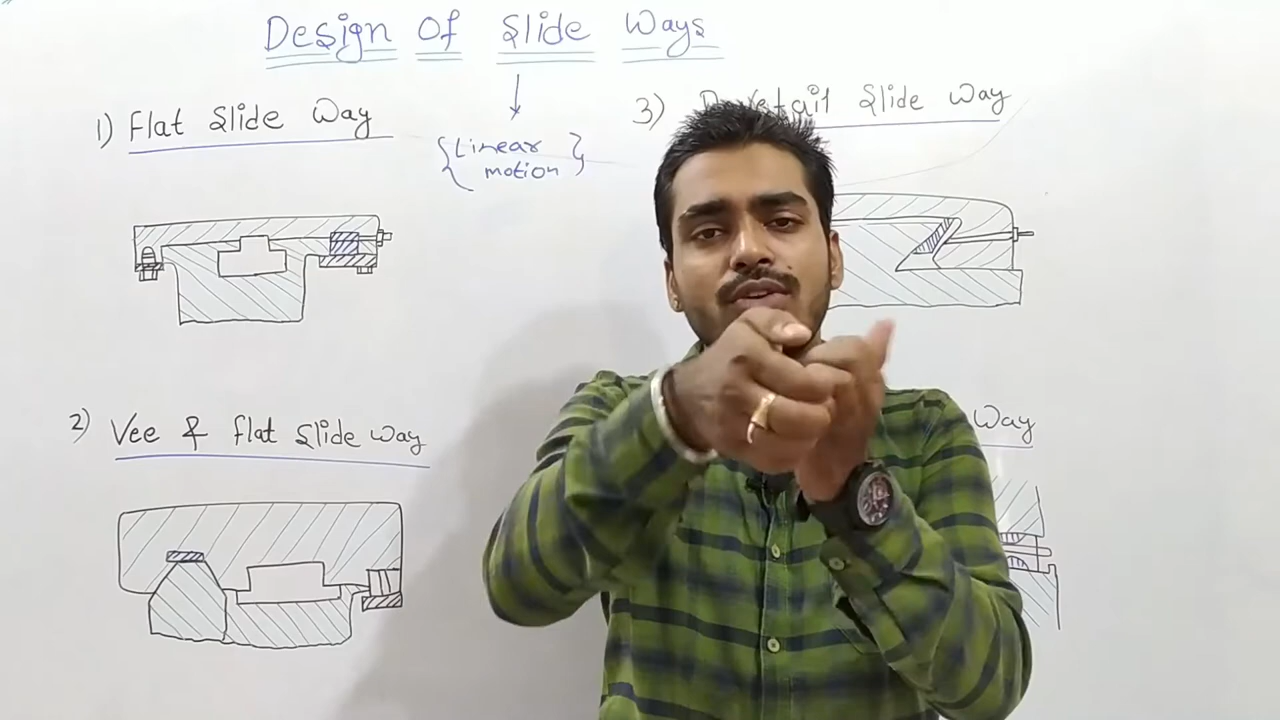 Design Of Slide Ways
1) Flat Slide Way
{Linear
motion}
3) Slide Way
2) Vee & flat Slide Way
Way